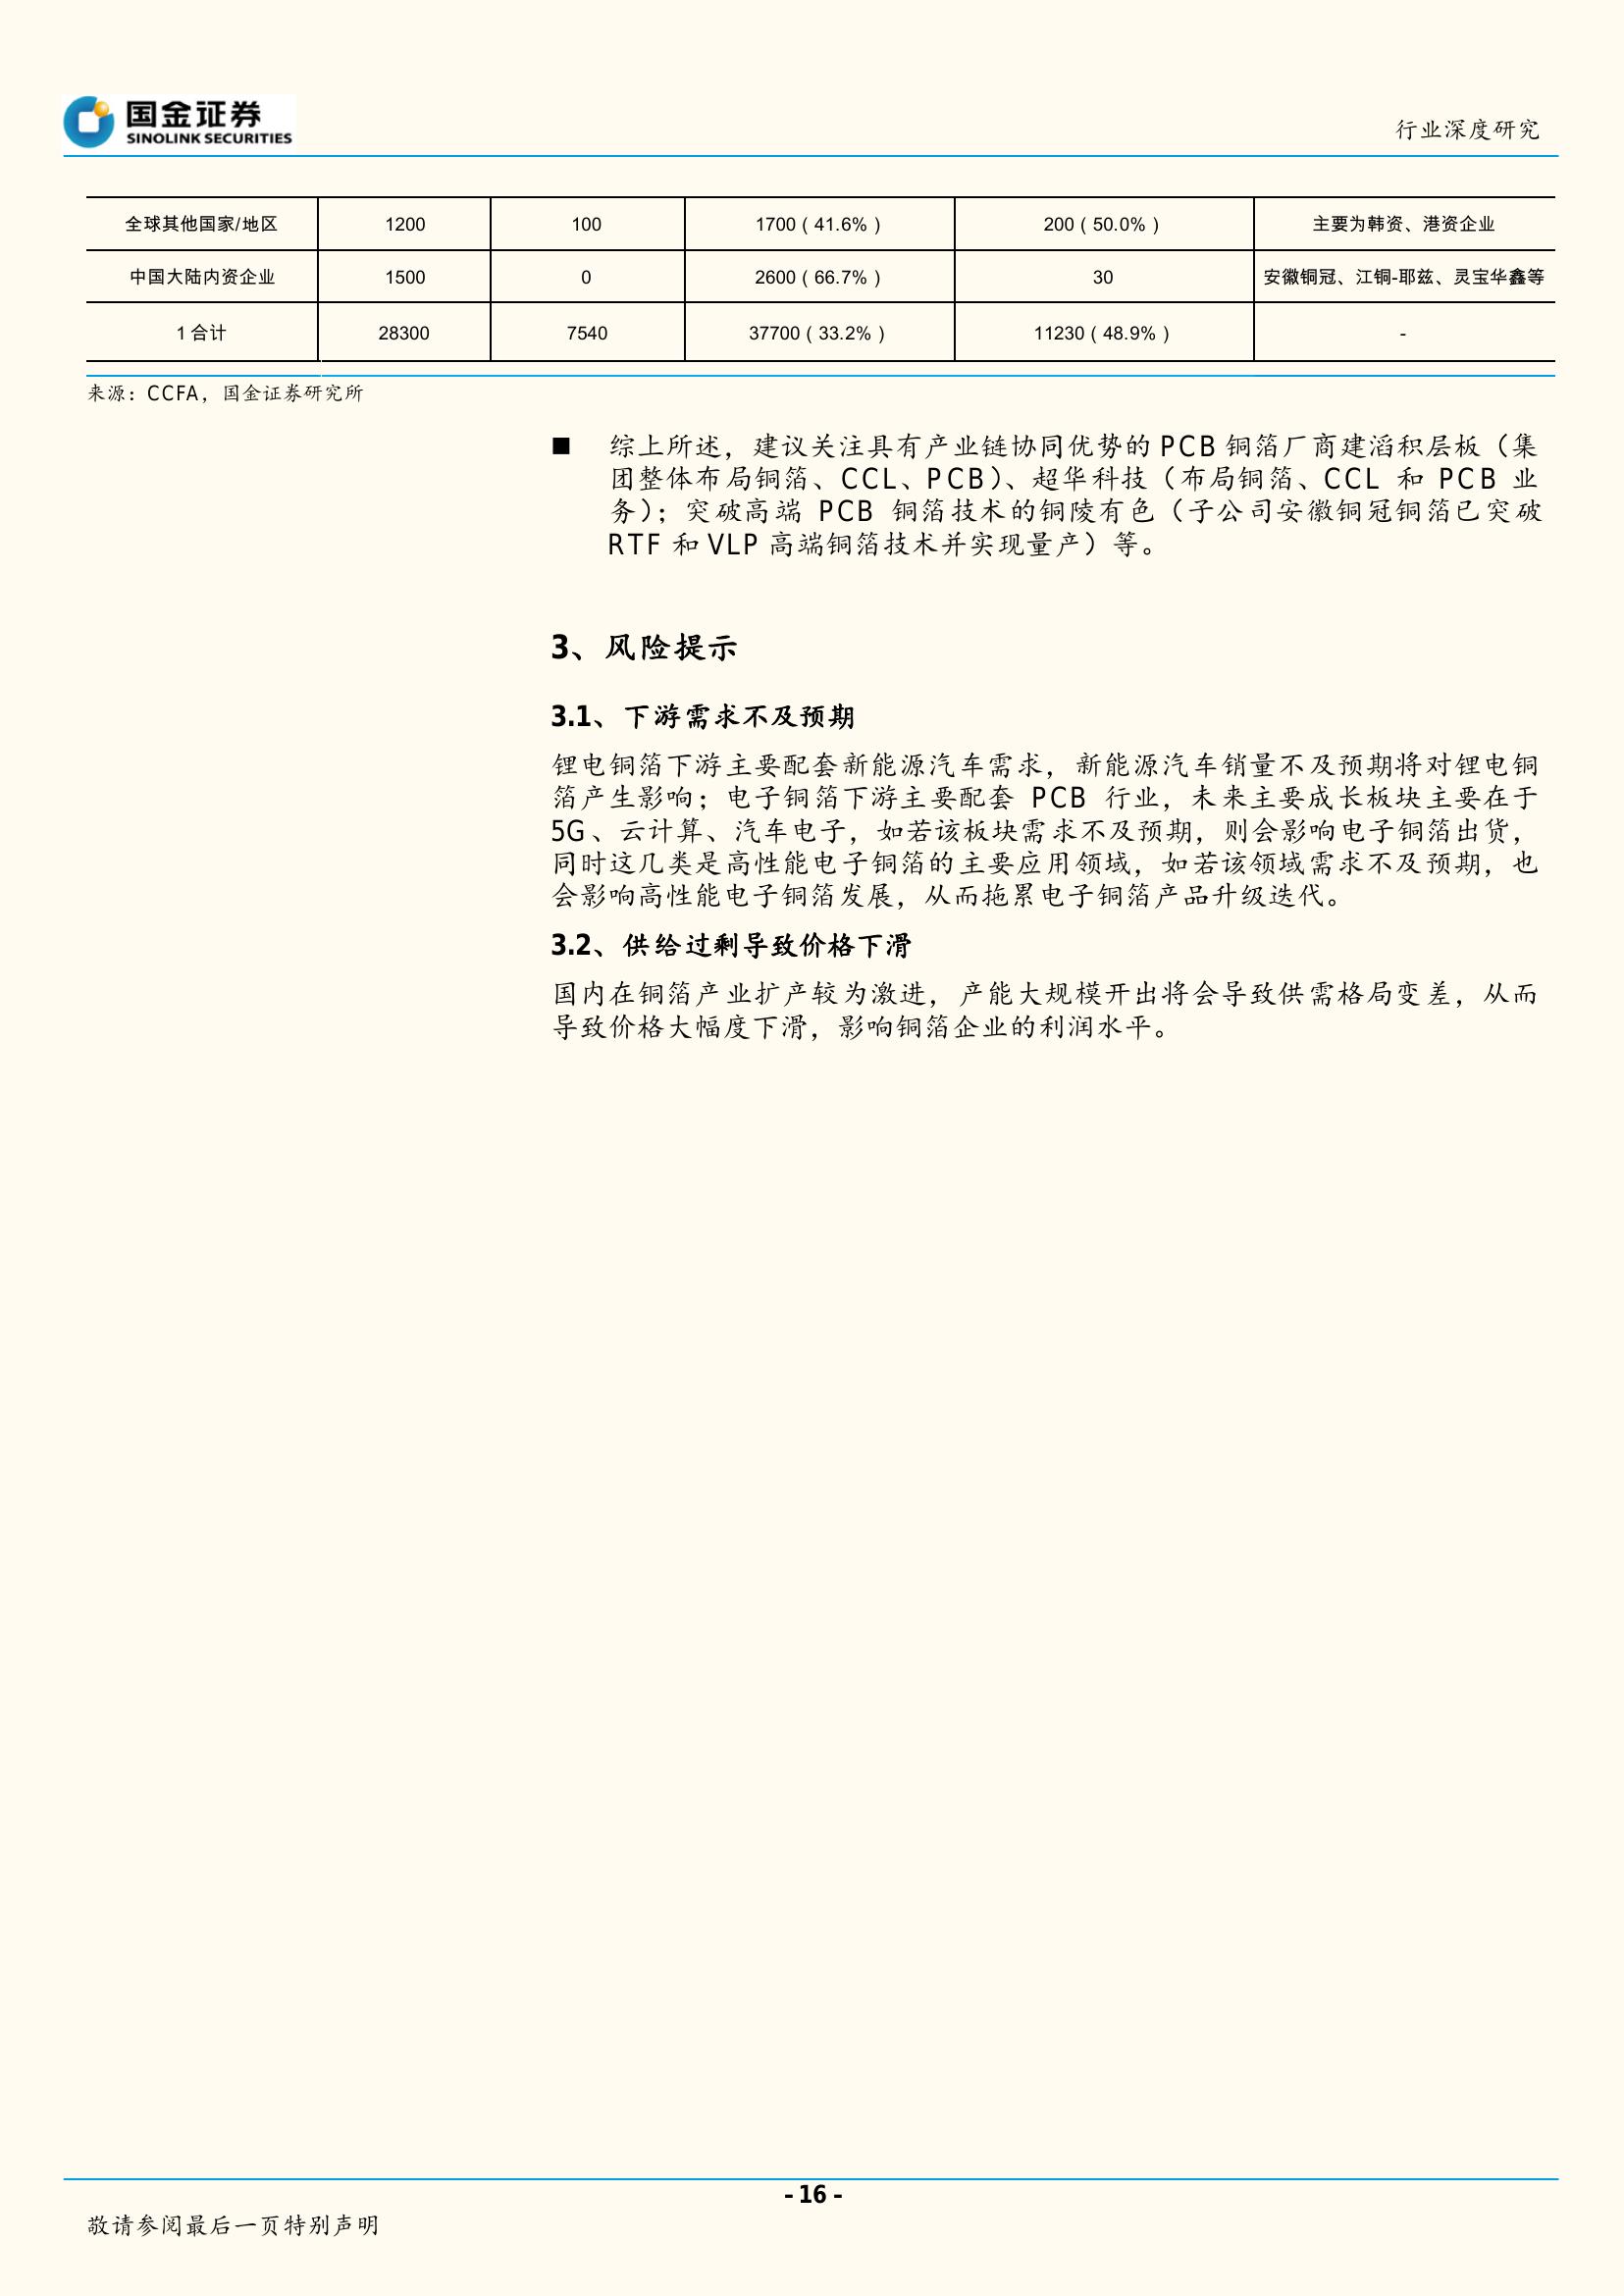 国金证券
SINOLINK SECURITIES
行业深度研究
全球其他国家/地区 1200 100 1700（41.6%） 200（50.0%） 主要为韩资、港资企业
中国大陆内资企业 1500 0 2600（66.7%） 30 安徽铜冠、江铜-耶兹、灵宝华鑫等
1 合计 28300 7540 37700（33.2%） 11230（48.9%） -
来源：CCFA，国金证券研究所
■ 综上所述，建议关注具有产业链协同优势的 PCB 铜箔厂商建滔积层板（集
团整体布局铜箔、CCL、PCB）、超华科技（布局铜箔、CCL 和 PCB 业
务）；突破高端 PCB 铜箔技术的铜陵有色（子公司安徽铜冠铜箔已突破
RTF 和 VLP 高端铜箔技术并实现量产）等。
3、风险提示
3.1、下游需求不及预期
锂电铜箔下游主要配套新能源汽车需求，新能源汽车销量不及预期将对锂电铜
箔产生影响；电子铜箔下游主要配套 PCB 行业，未来主要成长板块主要在于
5G、云计算、汽车电子，如若该板块需求不及预期，则会影响电子铜箔出货，
同时这几类是高性能电子铜箔的主要应用领域，如若该领域需求不及预期，也
会影响高性能电子铜箔发展，从而拖累电子铜箔产品升级迭代。
3.2、供给过剩导致价格下滑
国内在铜箔产业扩产较为激进，产能大规模开出将会导致供需格局变差，从而
导致价格大幅度下滑，影响铜箔企业的利润水平。
- 16 -
敬请参阅最后一页特别声明